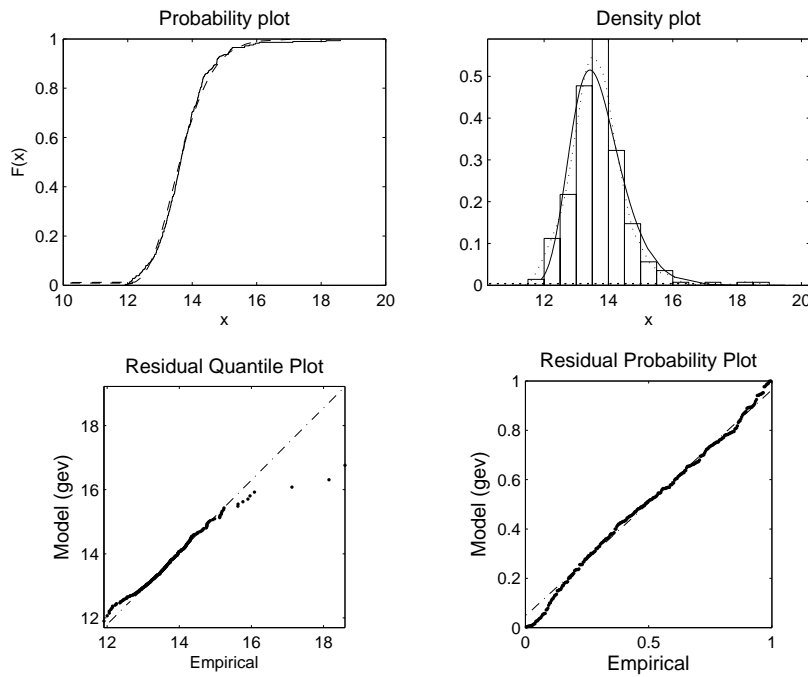 Probability plot
1
0.8
0.6
0.4
0.2
0
F(x)
10 12 14 16 18 20
x
Density plot
0.5
0.4
0.3
0.2
0.1
0
12 14 16 18 20
x
Residual Quantile Plot
18
16
14
12
Model (gev)
12 14 16 18
Empirical
Residual Probability Plot
1
0.8
0.6
0.4
0.2
0
Model (gev)
0 0.5 1
Empirical